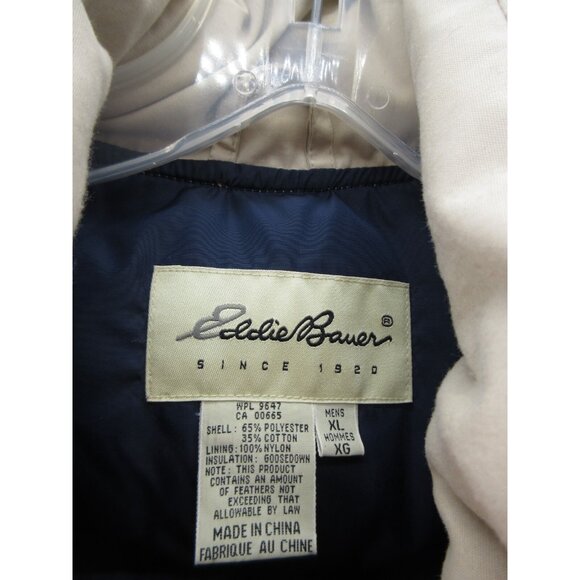 Eddie Bauer®
SINCE 1920
WPL 9647
CA 00665
SHELL: 65% POLYESTER
35% COTTON
LINING: 100% NYLON
INSULATION: GOOSEDOWN
NOTE: THIS PRODUCT
CONTAINS AN AMOUNT
OF FEATHERS NOT
EXCEEDING THAT
ALLOWABLE BY LAW
MADE IN CHINA
FABRIQUE AU CHINE
MENS
XL
HOMMES
XG